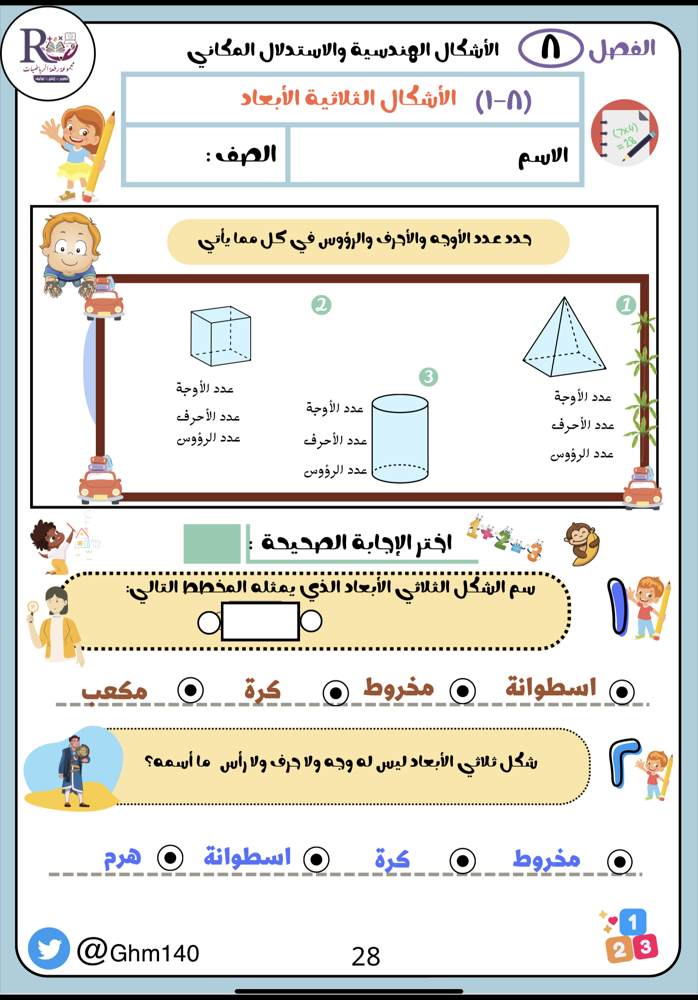 مجموعة رفعة الرياضيات
تطوير - إنتاج - توثيق
الفصل ٨ الأشكال الهندسية والاستدلال المكاني
(٨-١) الأشكال الثلاثية الأبعاد
الاسم
الصف :
(7x4)
=28
حدد عدد الأوجه والأحرف والرؤوس في كل مما يأتي
1
عدد الأوجة
عدد الأحرف
عدد الرؤوس
2
عدد الأوجة
عدد الأحرف
عدد الرؤوس
3
عدد الأوجة
عدد الأحرف
عدد الرؤوس
1+2=3
اختر الإجابة الصحيحة :
١
سم الشكل الثلاثي الأبعاد الذي يمثله المخطط التالي:
اسطوانة مخروط كرة مكعب
٢
شكل ثلاثي الأبعاد ليس له وجه ولا حرف ولا رأس ما أسمه؟
مخروط كرة اسطوانة هرم
@Ghm140
28
1
2 3